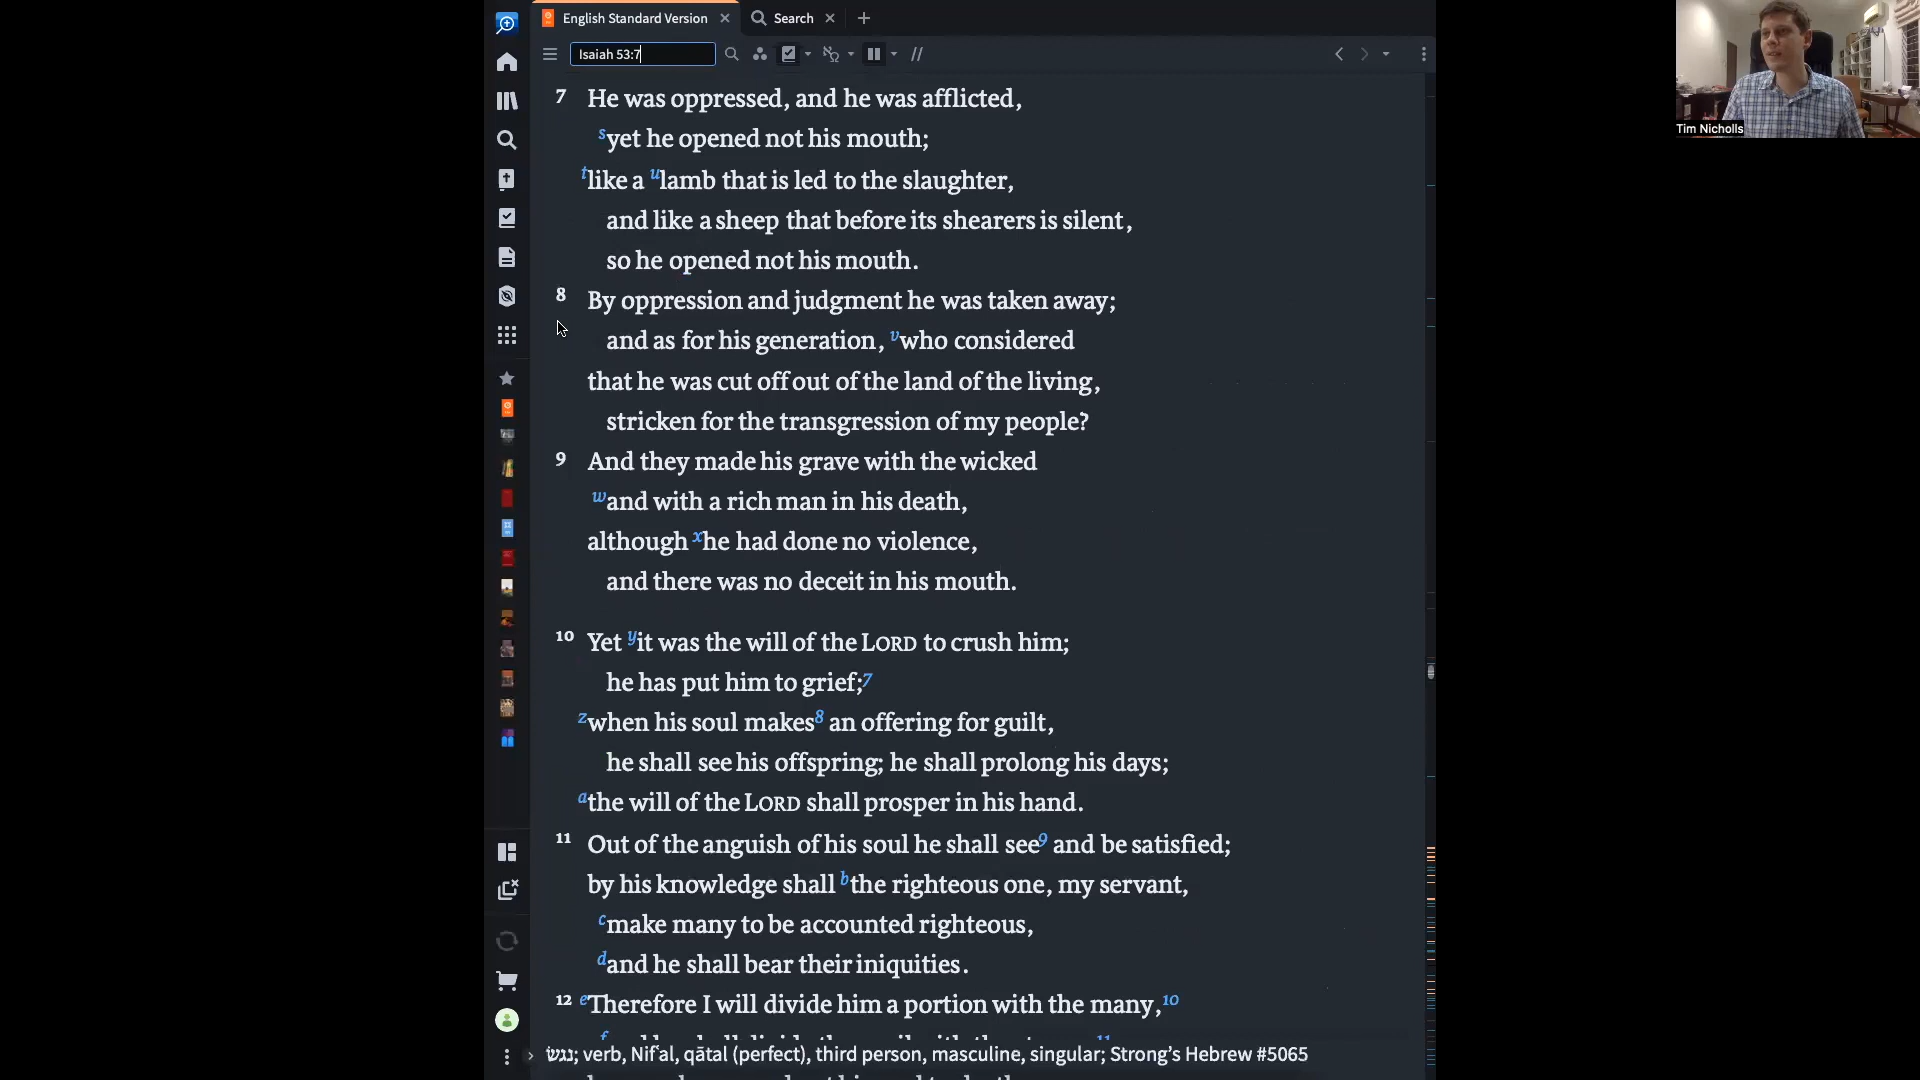 English Standard Version
Search
Isaiah 53:7
7 He was oppressed, and he was afflicted,
s yet he opened not his mouth;
t like a u lamb that is led to the slaughter,
and like a sheep that before its shearers is silent,
so he opened not his mouth.
8 By oppression and judgment he was taken away;
and as for his generation, v who considered
that he was cut off out of the land of the living,
stricken for the transgression of my people?
9 And they made his grave with the wicked
w and with a rich man in his death,
although x he had done no violence,
and there was no deceit in his mouth.
10 Yet y it was the will of the LORD to crush him;
he has put him to grief;7
z when his soul makes8 an offering for guilt,
he shall see his offspring; he shall prolong his days;
a the will of the LORD shall prosper in his hand.
11 Out of the anguish of his soul he shall see9 and be satisfied;
by his knowledge shall b the righteous one, my servant,
c make many to be accounted righteous,
d and he shall bear their iniquities.
12 e Therefore I will divide him a portion with the many,10
נגשׂ; verb, Nifʿal, qātal (perfect), third person, masculine, singular; Strong’s Hebrew #5065
Tim Nicholls